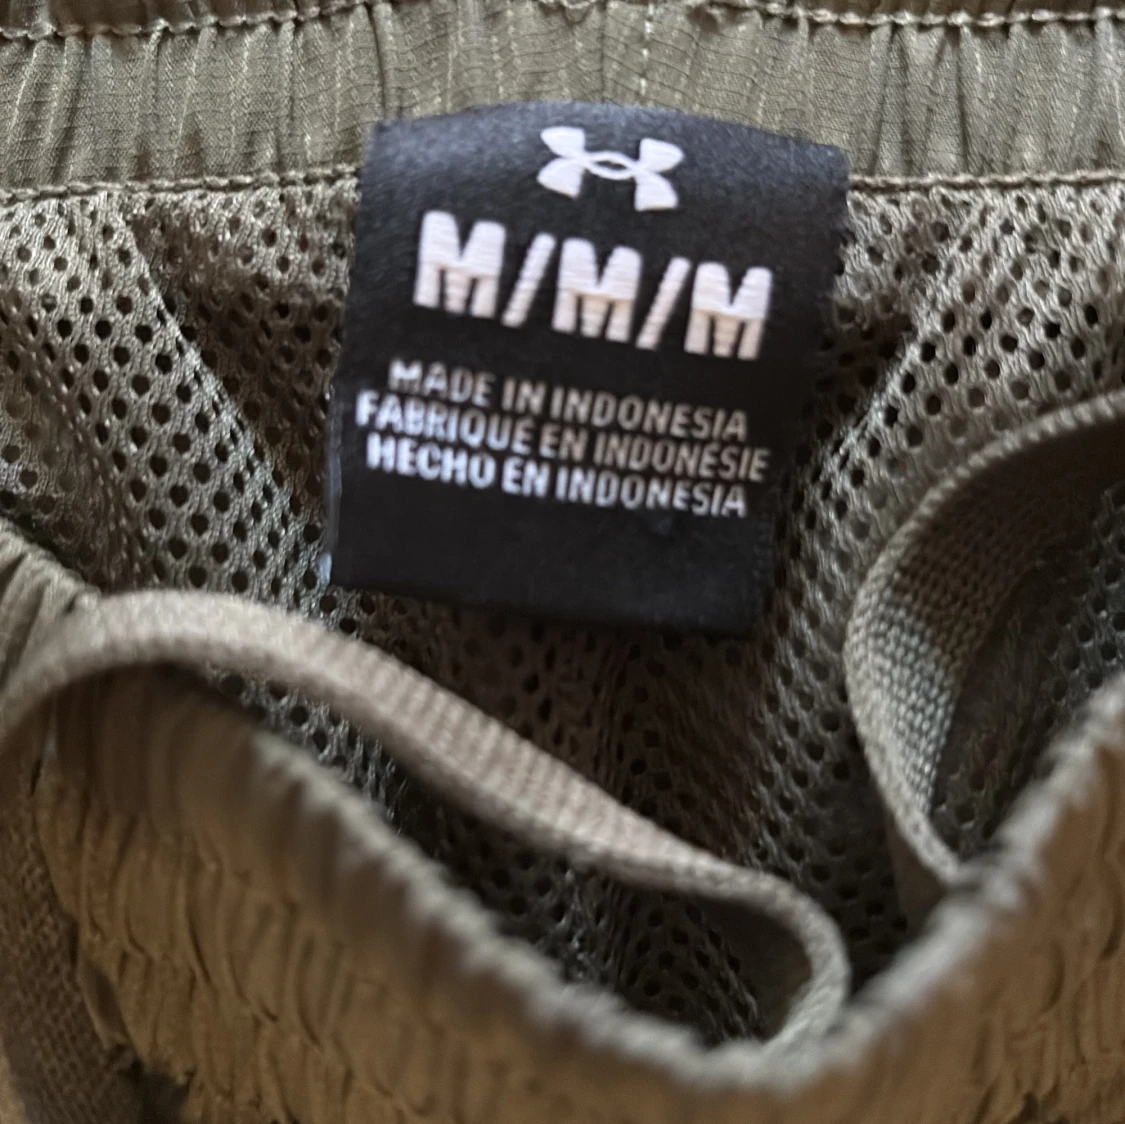 M/M/M
MADE IN INDONESIA
FABRIQUÉ EN INDONÉSIE
HECHO EN INDONESIA